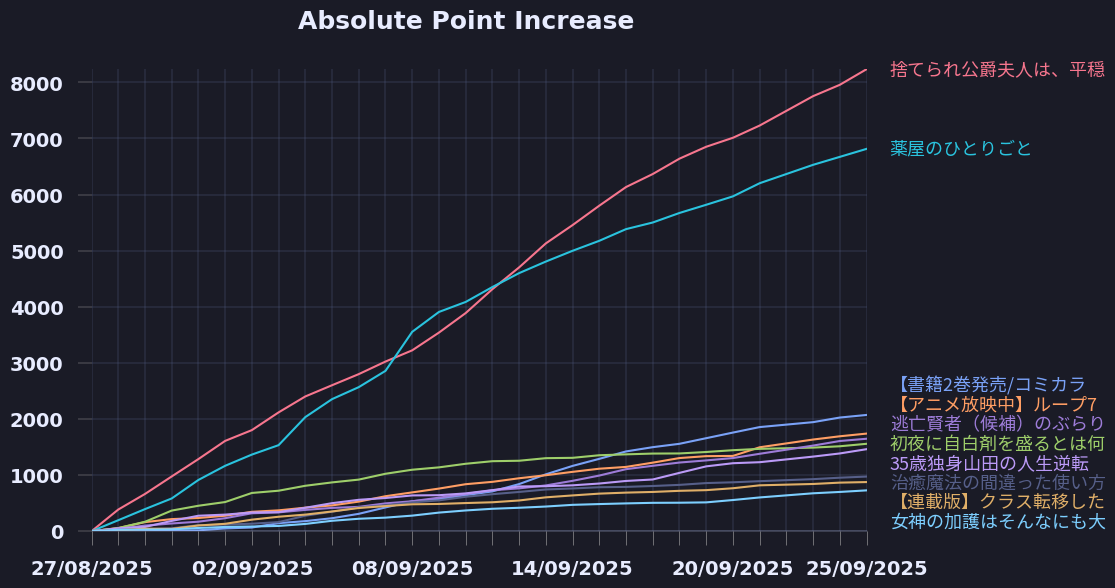 Absolute Point Increase
8000
7000
6000
5000
4000
3000
2000
1000
0
27/08/2025
02/09/2025
08/09/2025
14/09/2025
20/09/2025
25/09/2025
捨てられ公爵夫人は、平穏
薬屋のひとりごと
【書籍2巻発売/コミカラ
【アニメ放映中】ループ7
逃亡賢者（候補）のぶらり
初夜に自白剤を盛るとは何
35歳独身山田の人生逆転
治癒魔法の間違った使い方
【連載版】クラス転移した
女神の加護はそんなにも大